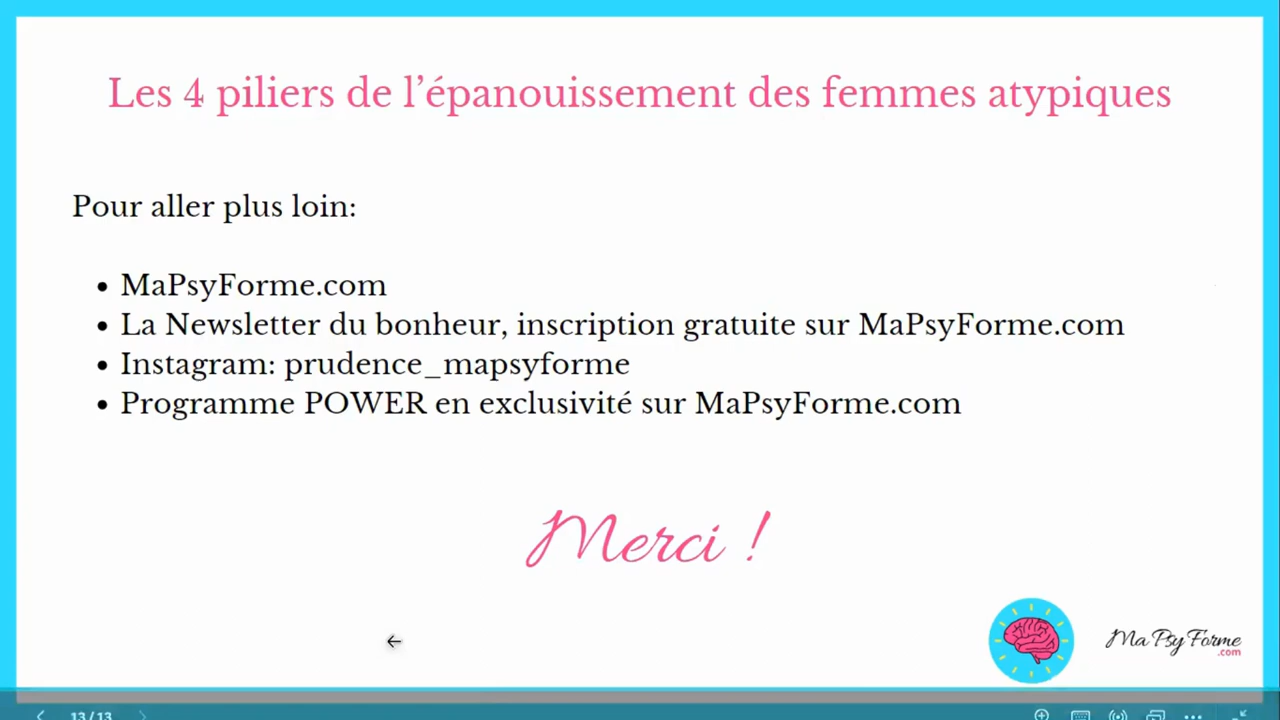 Les 4 piliers de l’épanouissement des femmes atypiques
Pour aller plus loin:
• MaPsyForme.com
• La Newsletter du bonheur, inscription gratuite sur MaPsyForme.com
• Instagram: prudence_mapsyforme
• Programme POWER en exclusivité sur MaPsyForme.com
Merci !
Ma Psy Forme
.com
13/13